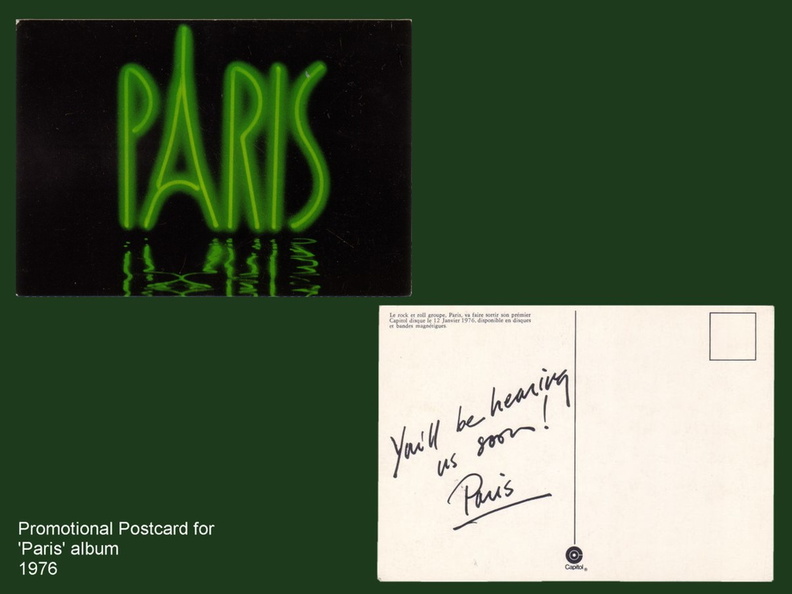 PARIS
Le rock et roll groupe, Paris, va faire sortir son premier
Capitol disque le 12 Janvier 1976, disponible en disques
et bandes magnétiques.
You'll be hearing
us soon!
Paris
Capitol®
Promotional Postcard for
'Paris' album
1976